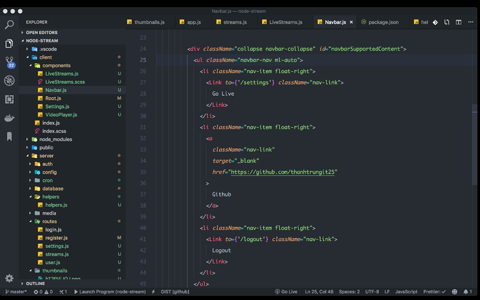 Navbar.js — node-stream
EXPLORER
thumbnails.js
app.js
streams.js
LiveStreams.js
Navbar.js
package.json
hel
OPEN EDITORS
NODE-STREAM
.vscode
client
components
LiveStreams.js U
LiveStreams.scss U
Navbar.js U
Root.js M
Settings.js U
VideoPlayer.js U
index.js
index.scss
node_modules
public
server
auth
config
cron
database
helpers
helpers.js U
media
routes
login.js
register.js M
settings.js U
streams.js U
user.js U
thumbnails
OUTLINE
23
24 <div className="collapse navbar-collapse" id="navbarSupportedContent">
25 <ul className="navbar-nav ml-auto">
26 <li className="nav-item float-right">
27 <Link to={'/settings'} className="nav-link">
28 Go Live
29 </Link>
30 </li>
31 <li className="nav-item float-right">
32 <a
33 className="nav-link"
34 target="_blank"
35 href="https://github.com/thanhtrungit25"
36 >
37 Github
38 </a>
39 </li>
40 <li className="nav-item float-right">
41 <Link to={'/logout'} className="nav-link">
42 Logout
43 </Link>
44 </li>
45 </ul>
master* 0 0 1 Launch Program (node-stream) DIST [github] Go Live Ln 25, Col 46 Spaces: 2 UTF-8 LF JavaScript Prettier: ✓